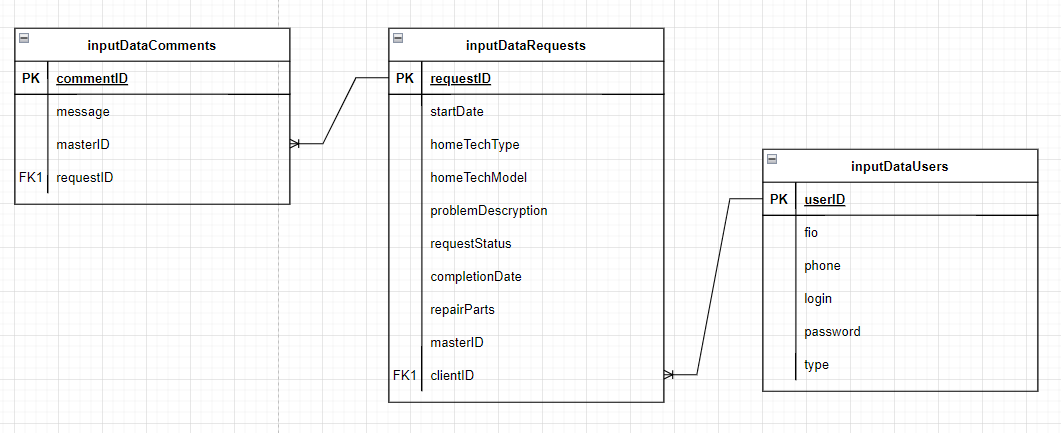 inputDataComments
PK commentID
message
masterID
FK1 requestID
inputDataRequests
PK requestID
startDate
homeTechType
homeTechModel
problemDescryption
requestStatus
completionDate
repairParts
masterID
FK1 clientID
inputDataUsers
PK userID
fio
phone
login
password
type